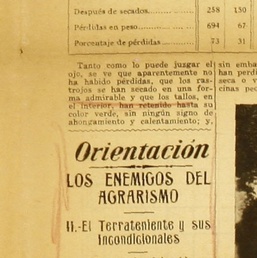 Después de secados... 258 150
Pérdidas en peso... 694 67
Porcentaje de pérdidas 73 31
Tanto como lo puede juzgar el
ojo, se ve que aparentemente no
ha habido pérdidas, que los ras-
trojos se han secado en una for-
ma admirable y que los tallos, en
el interior, han retenido hasta su
color verde, sin ningún signo de
ahongamiento y calentamiento; y,
sin emba
han perdi
seca o v
cinas pec
Orientación
LOS ENEMIGOS DEL
AGRARISMO
II.-El Terrateniente y sus
Incondicionales